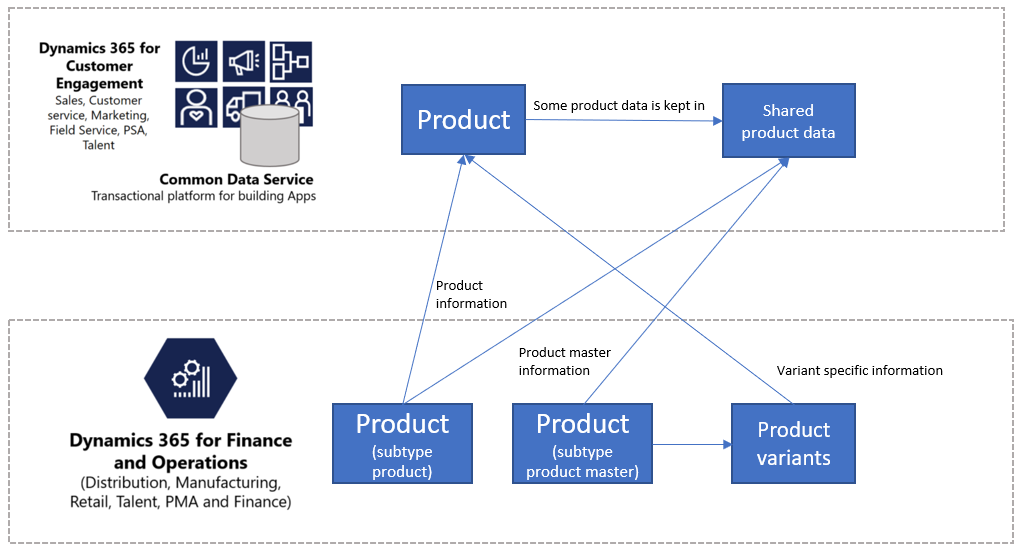 Dynamics 365 for
Customer
Engagement
Sales, Customer
service, Marketing,
Field Service, PSA,
Talent
Common Data Service
Transactional platform for building Apps
Product
Some product data is kept in
Shared
product data
Product
information
Product master
information
Variant specific information
Dynamics 365 for Finance
and Operations
(Distribution, Manufacturing,
Retail, Talent, PMA and Finance)
Product
(subtype
product)
Product
(subtype
product master)
Product
variants